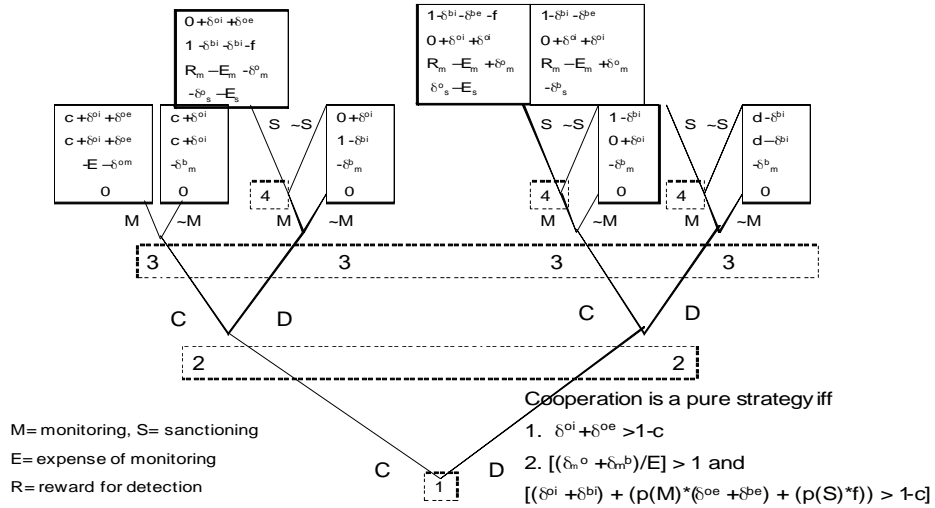 0+δᵒⁱ+δᵒᵉ
1-δᵇⁱ-δᵇⁱ-f
Rₘ–Eₘ-δᵒₘ
-δᵒₛ–Eₛ
1-δᵇⁱ-δᵇᵉ-f
0+δᵒⁱ+δᵒⁱ
Rₘ–Eₘ+δᵒₘ
δᵒₛ–Eₛ
1-δᵇⁱ-δᵇᵉ
0+δᵒⁱ+δᵒⁱ
Rₘ–Eₘ+δᵒₘ
-δᵇₛ
c+δᵒⁱ+δᵒᵉ
c+δᵒⁱ+δᵒᵉ
-E–δᵒᵐ
0
c+δᵒⁱ
c+δᵒⁱ
-δᵇₘ
0
S ~S
0+δᵒⁱ
1-δᵇⁱ
-δᵇₘ
0
S ~S
1-δᵇⁱ
0+δᵒⁱ
-δᵇₘ
0
S ~S
d-δᵇⁱ
d–δᵇⁱ
-δᵇₘ
0
4
4
4
M ~M
M ~M
M ~M
M ~M
3 3 3 3
C D
C D
2 2
Cooperation is a pure strategy iff
1. δᵒⁱ+δᵒᵉ >1-c
2. [(δₘᵒ +δₘᵇ)/E] > 1 and
[(δᵒⁱ +δᵇⁱ) + (p(M)*(δᵒᵉ +δᵇᵉ) + (p(S)*f)) > 1-c]
M= monitoring, S= sanctioning
E= expense of monitoring
R= reward for detection
C D
1